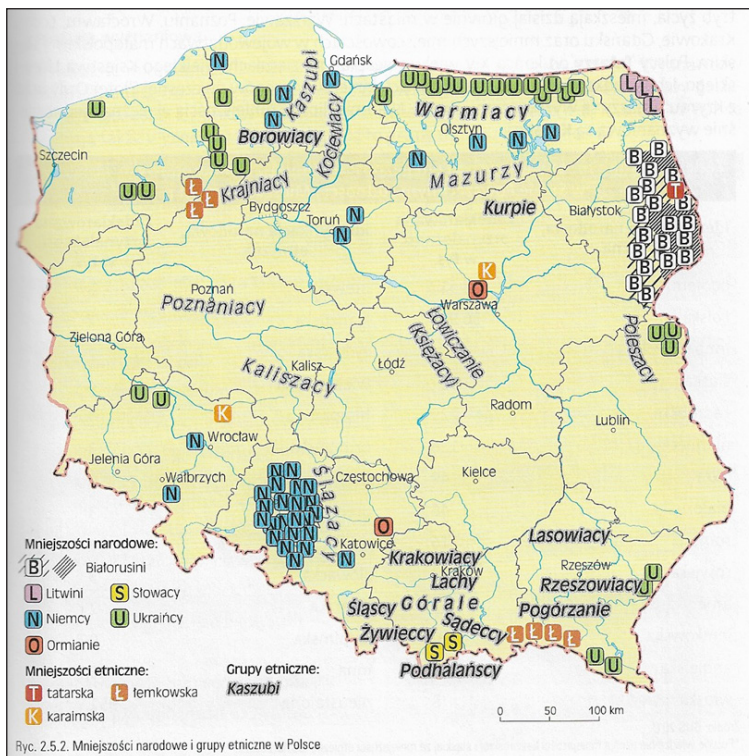 N
Gdańsk
N
Kaszubi
U U
N
N
Borowiacy
Kociewiacy
U
U
U
U
U
U
Szczecin
U U
Ł
Ł
Ł
Krajniacy
Bydgoszcz
Toruń
N
N
U
U U U U U U U U U U U
Warmiacy
Olsztyn
N
N
N
N
Mazurzy
Kurpie
L
L
L
Białystok
B B
B B B
B T
B B B
B B B
B B
B B B
B B
B
K
O
Warszawa
Poznań
Poznaniacy
Zielona Góra
Kalisz
Kaliszacy
Łódź
Łowiczanie
(Księżacy)
Poleszacy
U U
U
Radom
Lublin
U U
K
N
Wrocław
Jelenia Góra
Wałbrzych
N
N N
N N N
N N N
N N N
N N N
N N N
N N
N
Ślązacy
Częstochowa
Kielce
O
Katowice
N
Krakowiacy
Kraków
Lachy
Górale
Śląscy
Żywieccy
Sądeccy
Podhalańscy
S S
Lasowiacy
Rzeszów
Rzeszowiacy
Pogórzanie
Ł Ł Ł Ł
U
U
U
U
Mniejszości narodowe:
B Białorusini
L Litwini S Słowacy
N Niemcy U Ukraińcy
O Ormianie
Mniejszości etniczne:
T tatarska Ł łemkowska
K karaimska
Grupy etniczne:
Kaszubi
0 100 km
Ryc. 2.5.2. Mniejszości narodowe i grupy etniczne w Polsce